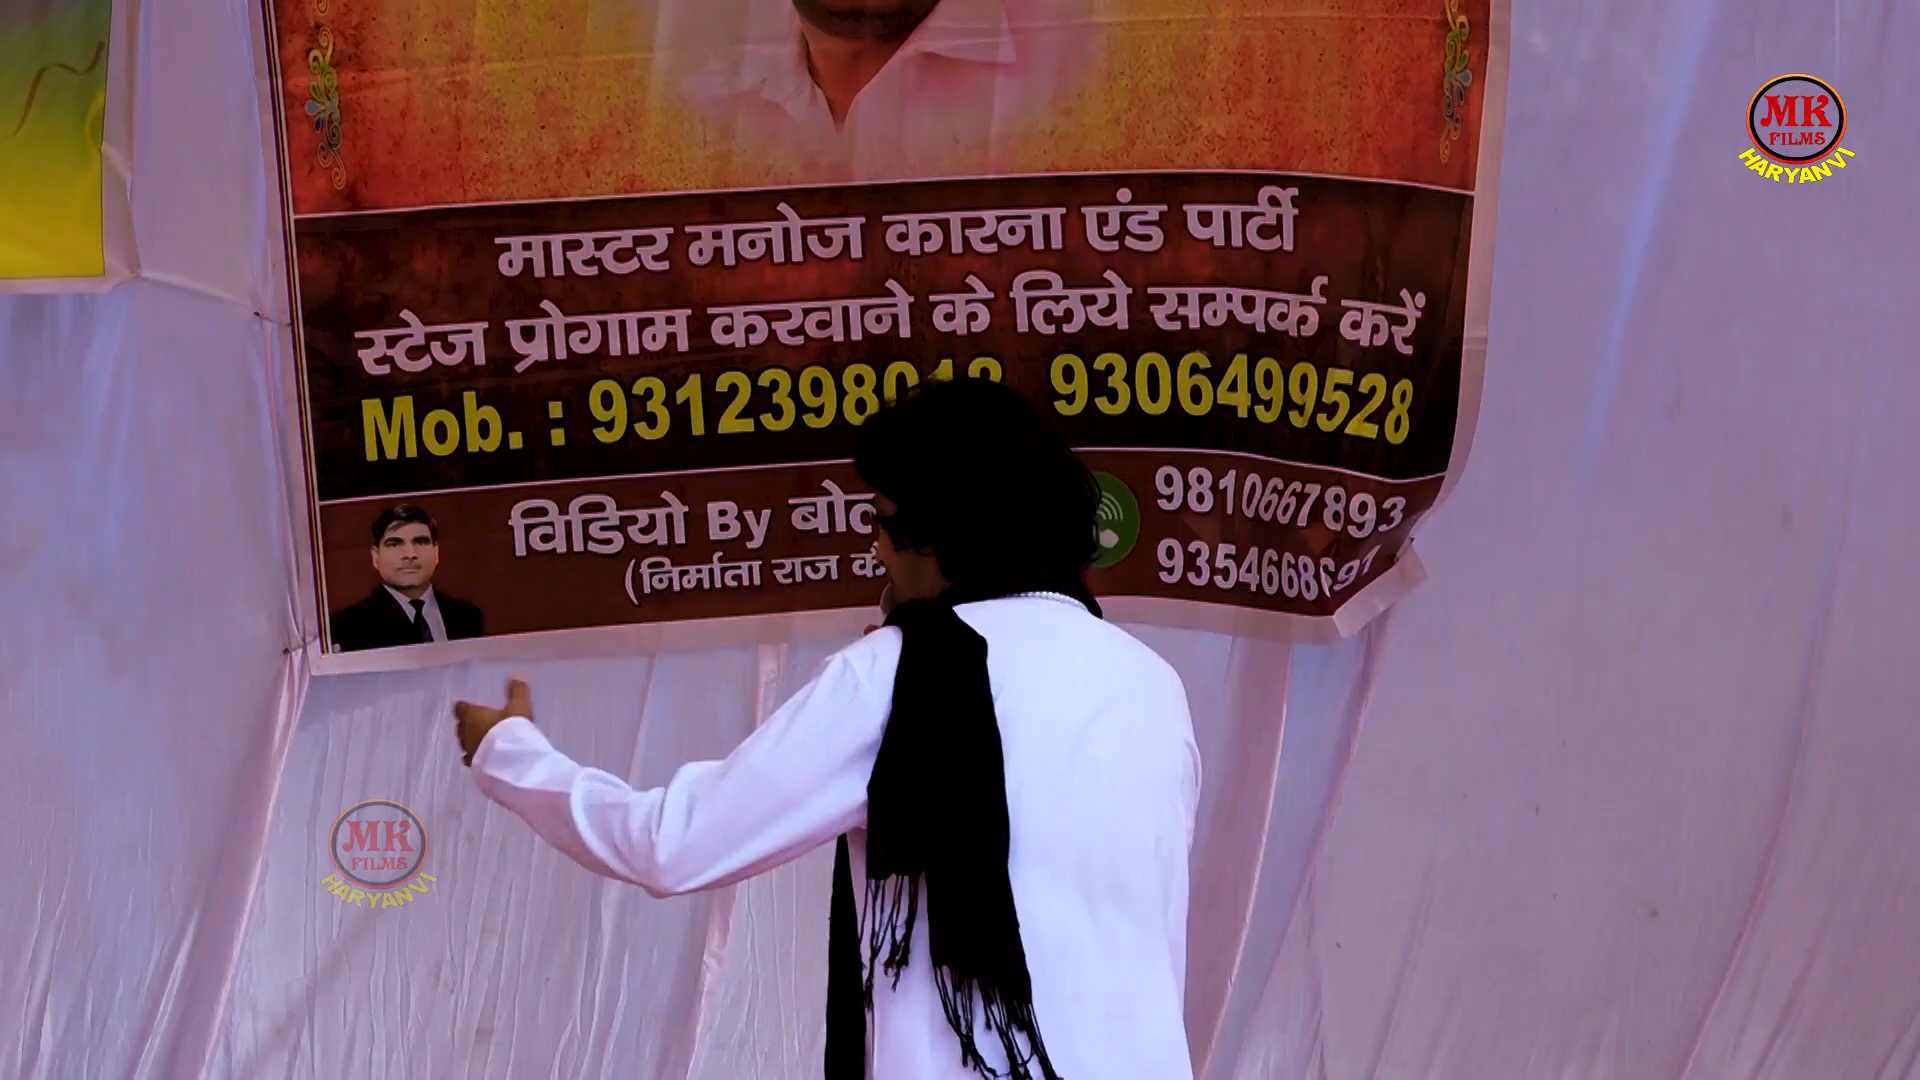 मास्टर मनोज कारना एंड पार्टी
स्टेज प्रोगाम करवाने के लिये सम्पर्क करें
Mob. : 9306499528
विडियो By
9810667893
(निर्माता राज
MK
FILMS
HARYANVI
MK
FILMS
HARYANVI